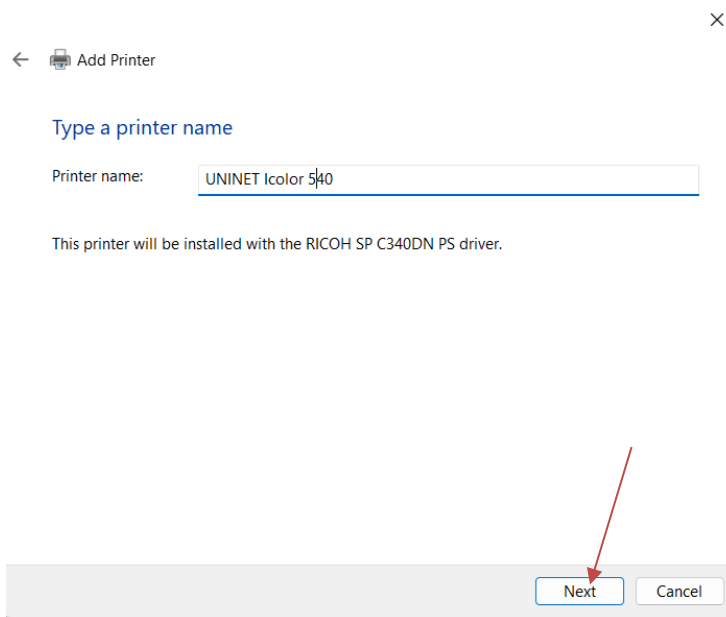 Add Printer
Type a printer name
Printer name:
UNINET Icolor 540
This printer will be installed with the RICOH SP C340DN PS driver.
Next
Cancel